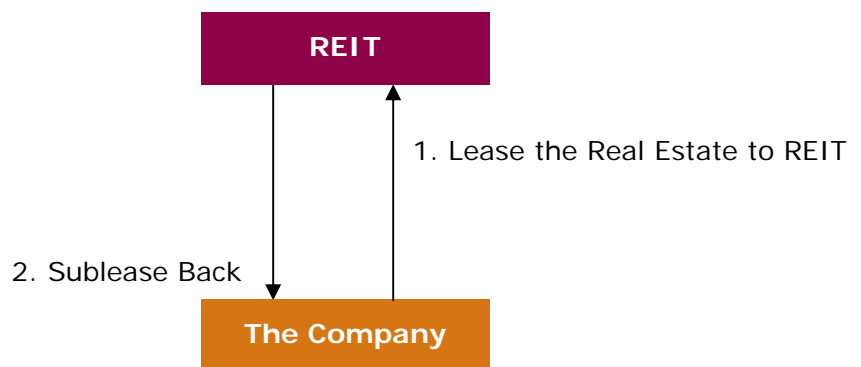 REIT
1. Lease the Real Estate to REIT
2. Sublease Back
The Company